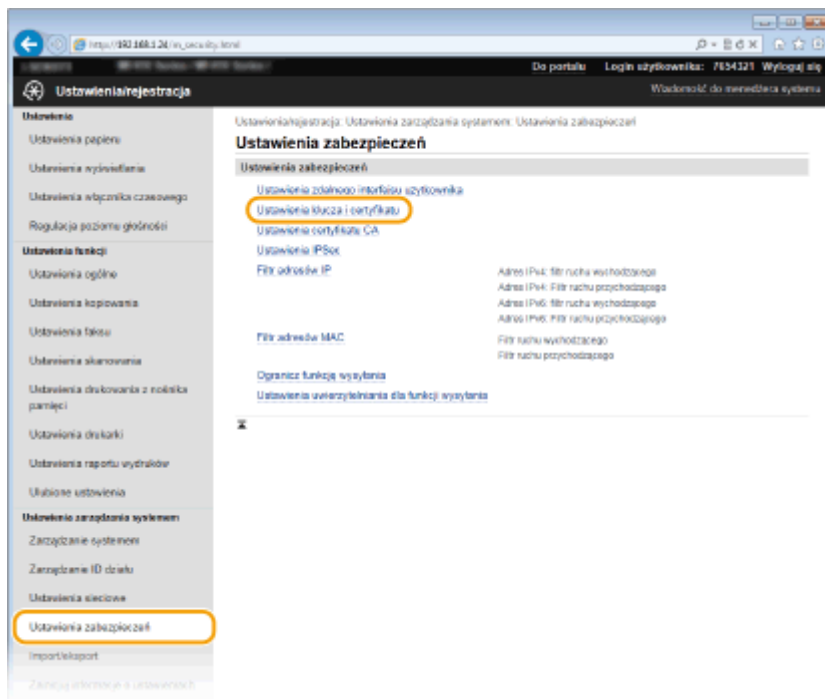 http://192.168.1.24/m_security.html
Do portalu Login użytkownika: 7654321 Wyloguj się
Ustawienia/rejestracja
Wiadomość do menedżera systemu
Ustawienia
Ustawienia papieru
Ustawienia wyświetlania
Ustawienia włącznika czasowego
Regulacja poziomu głośności
Ustawienia funkcji
Ustawienia ogólne
Ustawienia kopiowania
Ustawienia faksu
Ustawienia skanowania
Ustawienia drukowania z nośnika
pamięci
Ustawienia drukarki
Ustawienia raportu wydruków
Ulubione ustawienia
Ustawienia zarządzania systemem
Zarządzanie systemem
Zarządzanie ID działu
Ustawienia sieciowe
Ustawienia zabezpieczeń
Import/eksport
Ustawienia/rejestracja: Ustawienia zarządzania systemem: Ustawienia zabezpieczeń
Ustawienia zabezpieczeń
Ustawienia zabezpieczeń
Ustawienia zdalnego interfejsu użytkownika
Ustawienia klucza i certyfikatu
Ustawienia certyfikatu CA
Ustawienia IPSec
Filtr adresów IP
Adres IPv4: filtr ruchu wychodzącego
Adres IPv4: Filtr ruchu przychodzącego
Adres IPv6: filtr ruchu wychodzącego
Adres IPv6: Filtr ruchu przychodzącego
Filtr adresów MAC
Filtr ruchu wychodzącego
Filtr ruchu przychodzącego
Ogranicz funkcję wysyłania
Ustawienia uwierzytelniania dla funkcji wysyłania